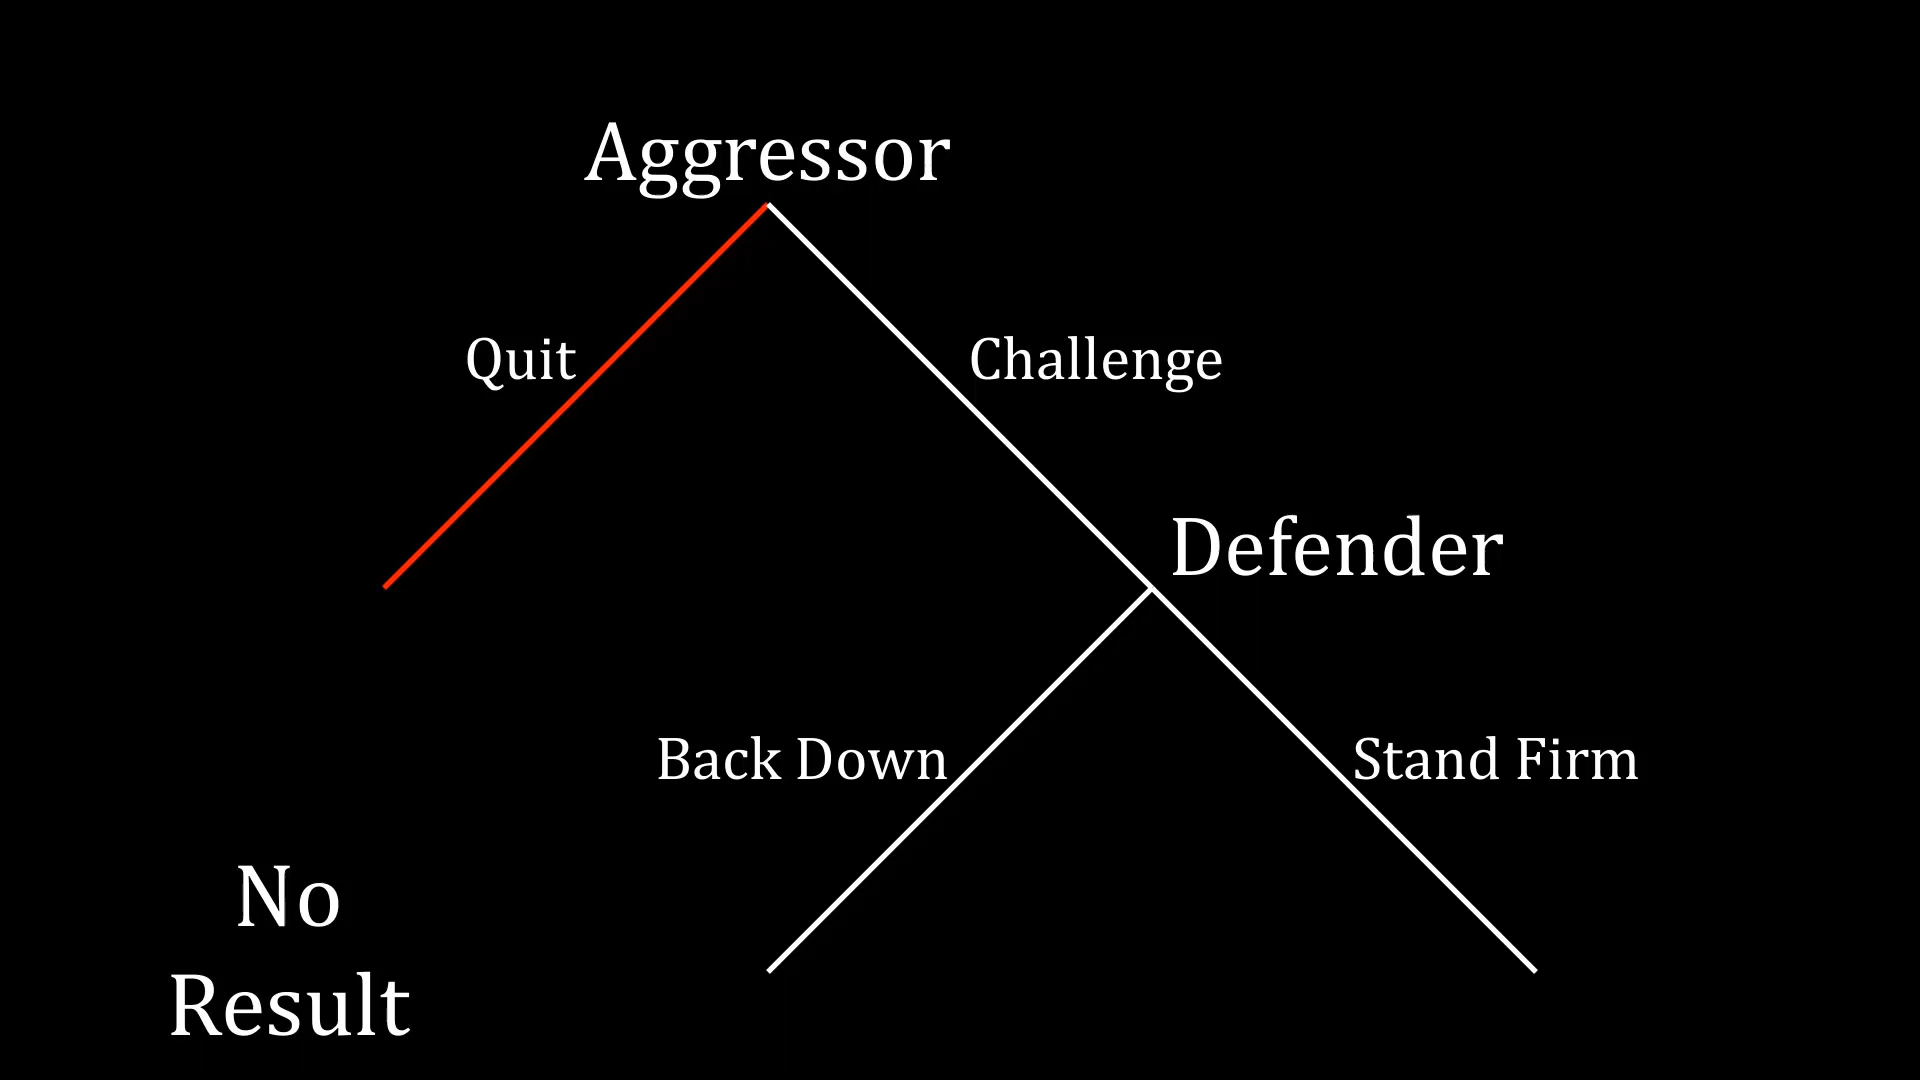 Aggressor
Quit
Challenge
Defender
Back Down
Stand Firm
No
Result